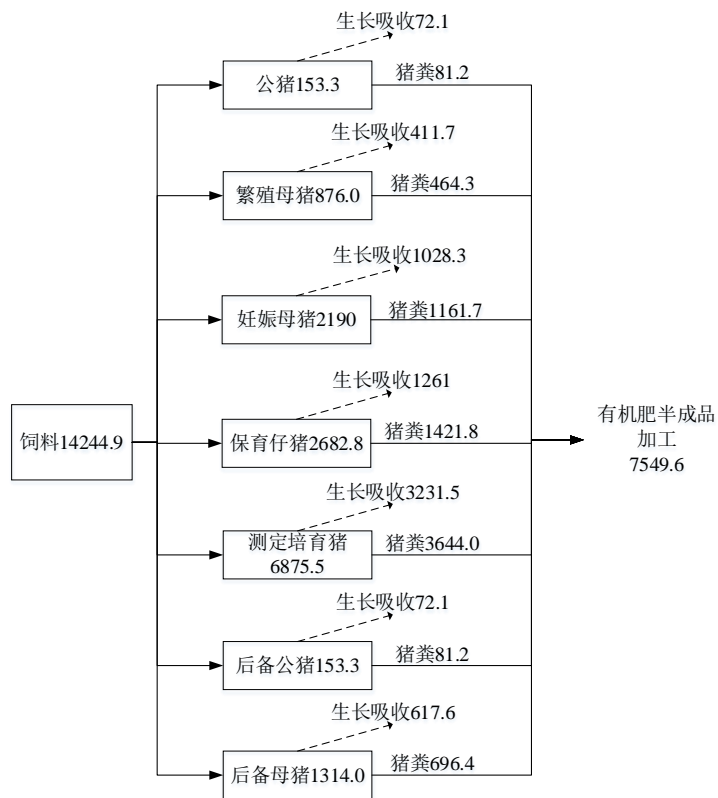 生长吸收72.1
公猪153.3
猪粪81.2
生长吸收411.7
繁殖母猪876.0
猪粪464.3
生长吸收1028.3
妊娠母猪2190
猪粪1161.7
生长吸收1261
饲料14244.9
保育仔猪2682.8
猪粪1421.8
有机肥半成品
加工
7549.6
生长吸收3231.5
测定培育猪
6875.5
猪粪3644.0
生长吸收72.1
后备公猪153.3
猪粪81.2
生长吸收617.6
后备母猪1314.0
猪粪696.4